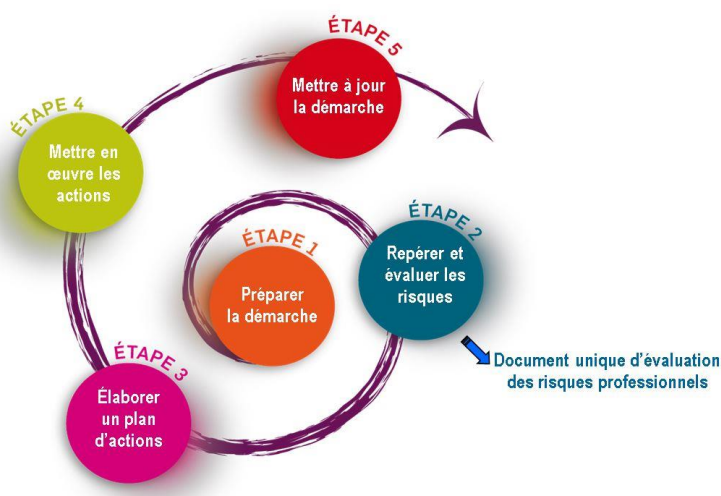 ÉTAPE 1
Préparer
la démarche
ÉTAPE 2
Repérer et
évaluer les
risques
Document unique d'évaluation
des risques professionnels
ÉTAPE 3
Élaborer
un plan
d'actions
ÉTAPE 4
Mettre en
œuvre les
actions
ÉTAPE 5
Mettre à jour
la démarche